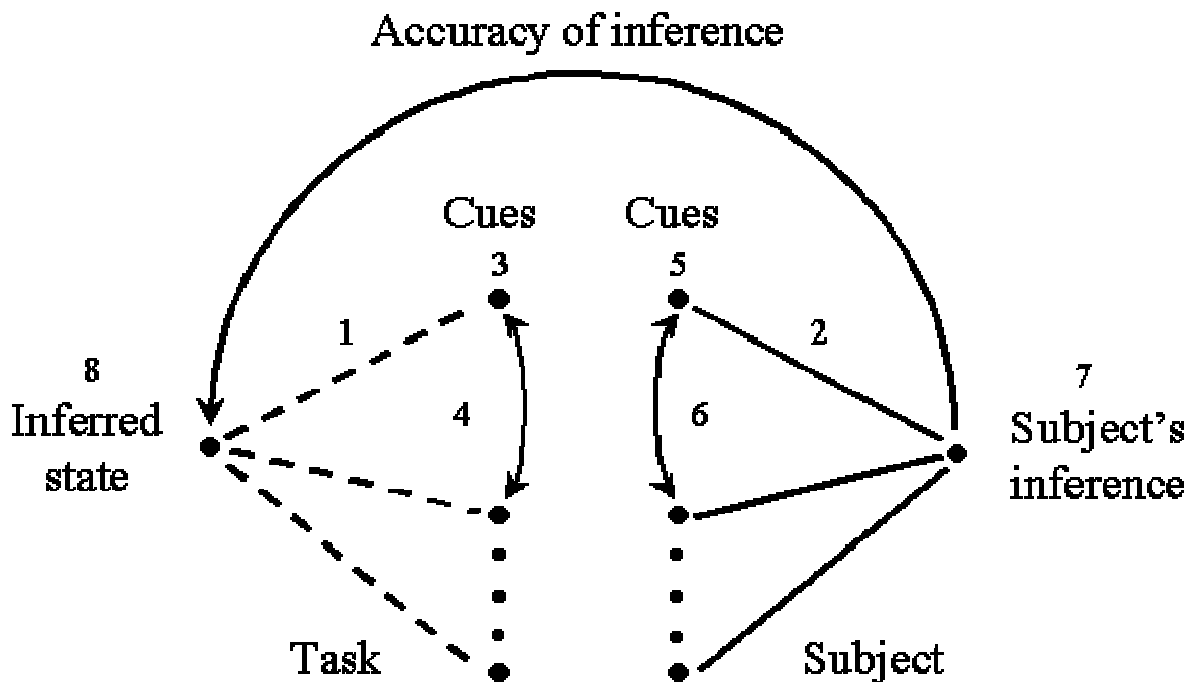 Accuracy of inference
Cues Cues
3 5
1 2
8 7
4 6
Inferred
state
Subject's
inference
Task Subject